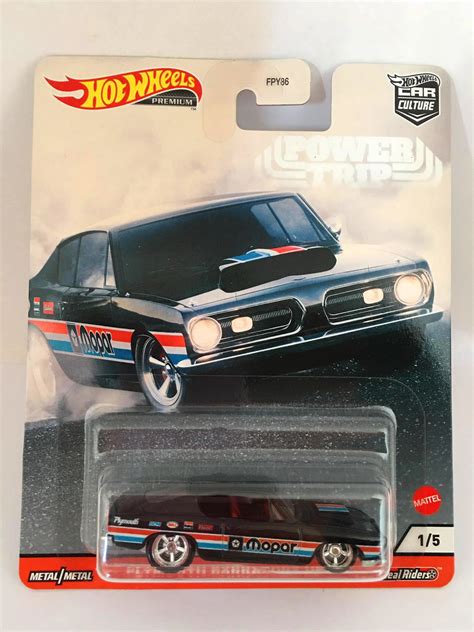 Hot Wheels
PREMIUM
™
FPY86
Hot Wheels
CAR
CULTURE
POWER
TRIP
Mopar
Plymouth
Mopar
MATTEL
1/5
METAL/METAL
Real Riders